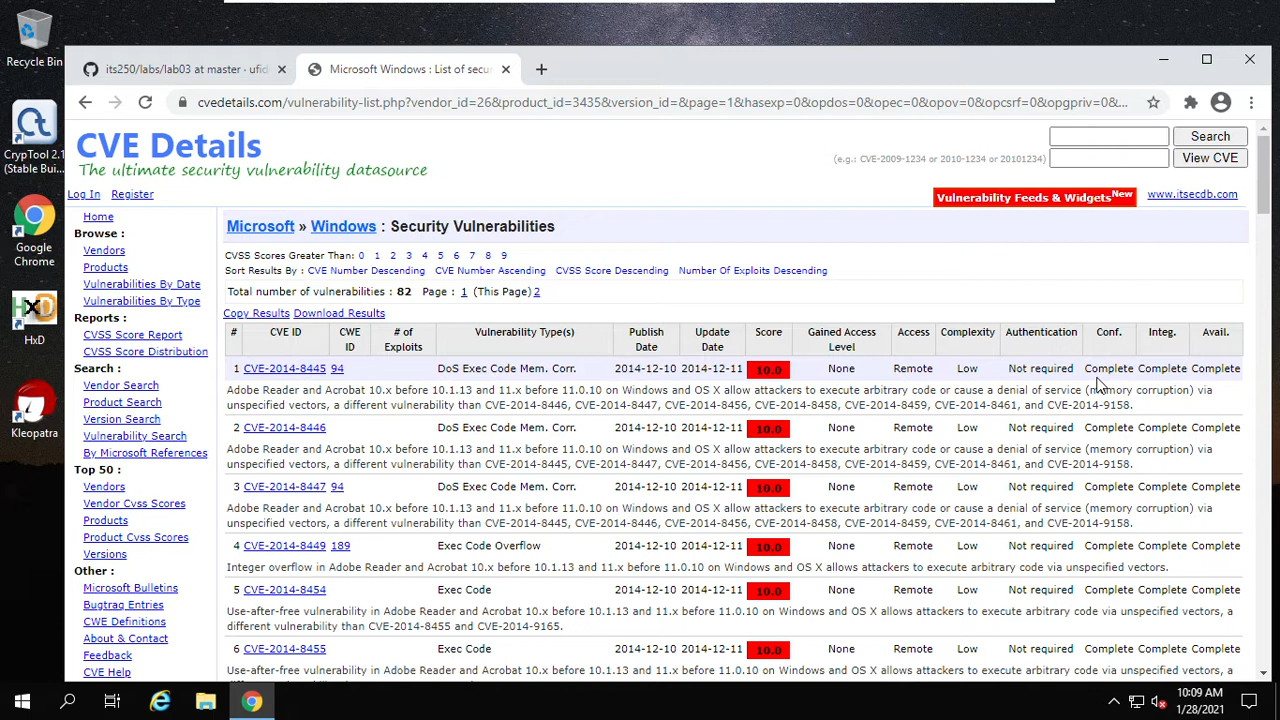 Recycle Bin
CrypTool 2.1
(Stable Bui...
Google
Chrome
HxD
Kleopatra
its250/labs/lab03 at master · ufid
Microsoft Windows : List of secur
cvedetails.com/vulnerability-list.php?vendor_id=26&product_id=3435&version_id=&page=1&hasexp=0&opdos=0&opec=0&opov=0&opcsrf=0&opgpriv=0&...
CVE Details
The ultimate security vulnerability datasource
Search
(e.g.: CVE-2009-1234 or 2010-1234 or 20101234)
View CVE
Log In Register
Vulnerability Feeds & Widgets New
www.itsecdb.com
Home
Browse :
Vendors
Products
Vulnerabilities By Date
Vulnerabilities By Type
Reports :
CVSS Score Report
CVSS Score Distribution
Search :
Vendor Search
Product Search
Version Search
Vulnerability Search
By Microsoft References
Top 50 :
Vendors
Vendor Cvss Scores
Products
Product Cvss Scores
Versions
Other :
Microsoft Bulletins
Bugtraq Entries
CWE Definitions
About & Contact
Feedback
CVE Help
Microsoft » Windows : Security Vulnerabilities
CVSS Scores Greater Than: 0 1 2 3 4 5 6 7 8 9
Sort Results By : CVE Number Descending CVE Number Ascending CVSS Score Descending Number Of Exploits Descending
Total number of vulnerabilities : 82 Page : 1 (This Page) 2
Copy Results Download Results
# CVE ID CWE ID # of Exploits Vulnerability Type(s) Publish Date Update Date Score Gained Access Level Access Complexity Authentication Conf. Integ. Avail.
1 CVE-2014-8445 94 DoS Exec Code Mem. Corr. 2014-12-10 2014-12-11 10.0 None Remote Low Not required Complete Complete Complete
Adobe Reader and Acrobat 10.x before 10.1.13 and 11.x before 11.0.10 on Windows and OS X allow attackers to execute arbitrary code or cause a denial of service (memory corruption) via
unspecified vectors, a different vulnerability than CVE-2014-8446, CVE-2014-8447, CVE-2014-8456, CVE-2014-8458, CVE-2014-8459, CVE-2014-8461, and CVE-2014-9158.
2 CVE-2014-8446 DoS Exec Code Mem. Corr. 2014-12-10 2014-12-11 10.0 None Remote Low Not required Complete Complete Complete
Adobe Reader and Acrobat 10.x before 10.1.13 and 11.x before 11.0.10 on Windows and OS X allow attackers to execute arbitrary code or cause a denial of service (memory corruption) via
unspecified vectors, a different vulnerability than CVE-2014-8445, CVE-2014-8447, CVE-2014-8456, CVE-2014-8458, CVE-2014-8459, CVE-2014-8461, and CVE-2014-9158.
3 CVE-2014-8447 94 DoS Exec Code Mem. Corr. 2014-12-10 2014-12-11 10.0 None Remote Low Not required Complete Complete Complete
Adobe Reader and Acrobat 10.x before 10.1.13 and 11.x before 11.0.10 on Windows and OS X allow attackers to execute arbitrary code or cause a denial of service (memory corruption) via
unspecified vectors, a different vulnerability than CVE-2014-8445, CVE-2014-8446, CVE-2014-8456, CVE-2014-8458, CVE-2014-8459, CVE-2014-8461, and CVE-2014-9158.
4 CVE-2014-8449 189 Exec Code Overflow 2014-12-10 2014-12-11 10.0 None Remote Low Not required Complete Complete Complete
Integer overflow in Adobe Reader and Acrobat 10.x before 10.1.13 and 11.x before 11.0.10 on Windows and OS X allows attackers to execute arbitrary code via unspecified vectors.
5 CVE-2014-8454 Exec Code 2014-12-10 2014-12-11 10.0 None Remote Low Not required Complete Complete Complete
Use-after-free vulnerability in Adobe Reader and Acrobat 10.x before 10.1.13 and 11.x before 11.0.10 on Windows and OS X allows attackers to execute arbitrary code via unspecified vectors, a
different vulnerability than CVE-2014-8455 and CVE-2014-9165.
6 CVE-2014-8455 Exec Code 2014-12-10 2014-12-11 10.0 None Remote Low Not required Complete Complete Complete
Use-after-free vulnerability in Adobe Reader and Acrobat 10.x before 10.1.13 and 11.x before 11.0.10 on Windows and OS X allows attackers to execute arbitrary code via unspecified vectors, a
10:09 AM
1/28/2021